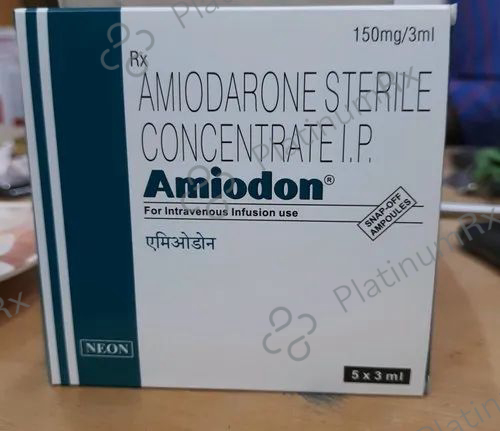 150mg/3ml
Rx
AMIODARONE STERILE
CONCENTRATE I.P.
Amiodon®
For Intravenous Infusion use
SNAP-OFF
AMPOULES
एमिओडोन
NEON
5 x 3 ml
PlatinumRx
PlatinumRx